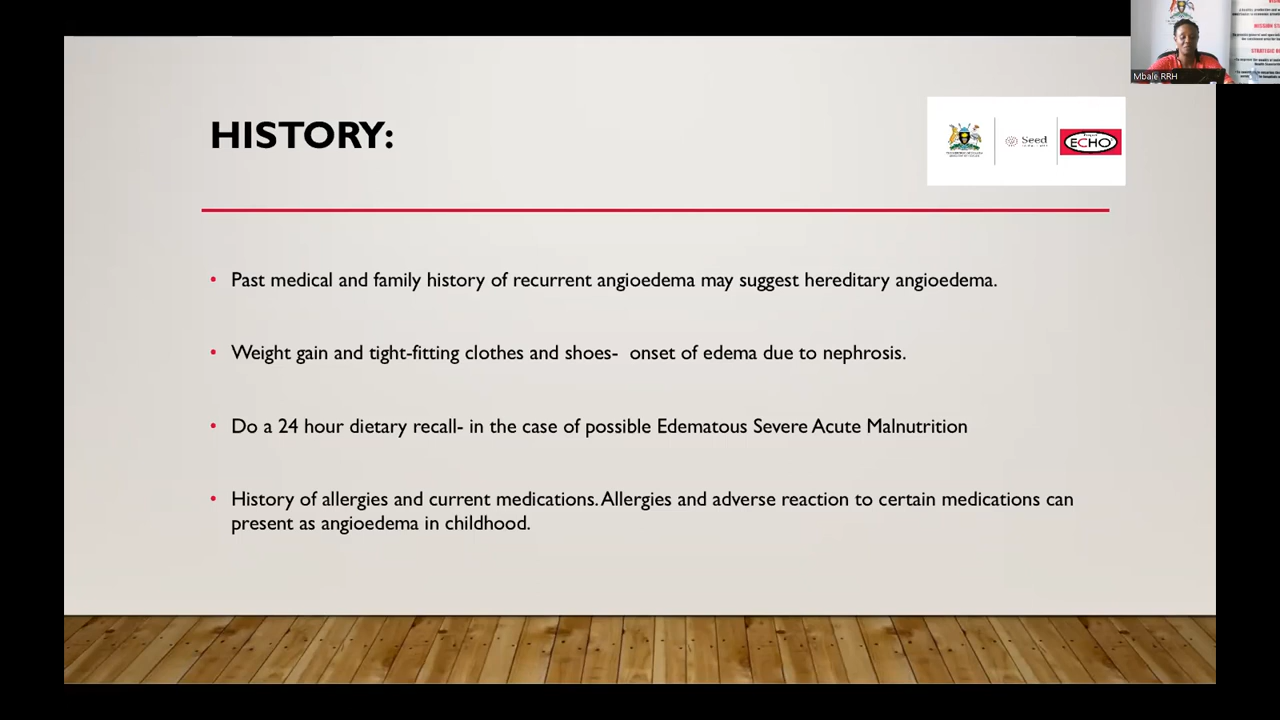 HISTORY:
Seed
ECHO
Mbale RRH
• Past medical and family history of recurrent angioedema may suggest hereditary angioedema.
• Weight gain and tight-fitting clothes and shoes-  onset of edema due to nephrosis.
• Do a 24 hour dietary recall- in the case of possible Edematous Severe Acute Malnutrition
• History of allergies and current medications. Allergies and adverse reaction to certain medications can
present as angioedema in childhood.